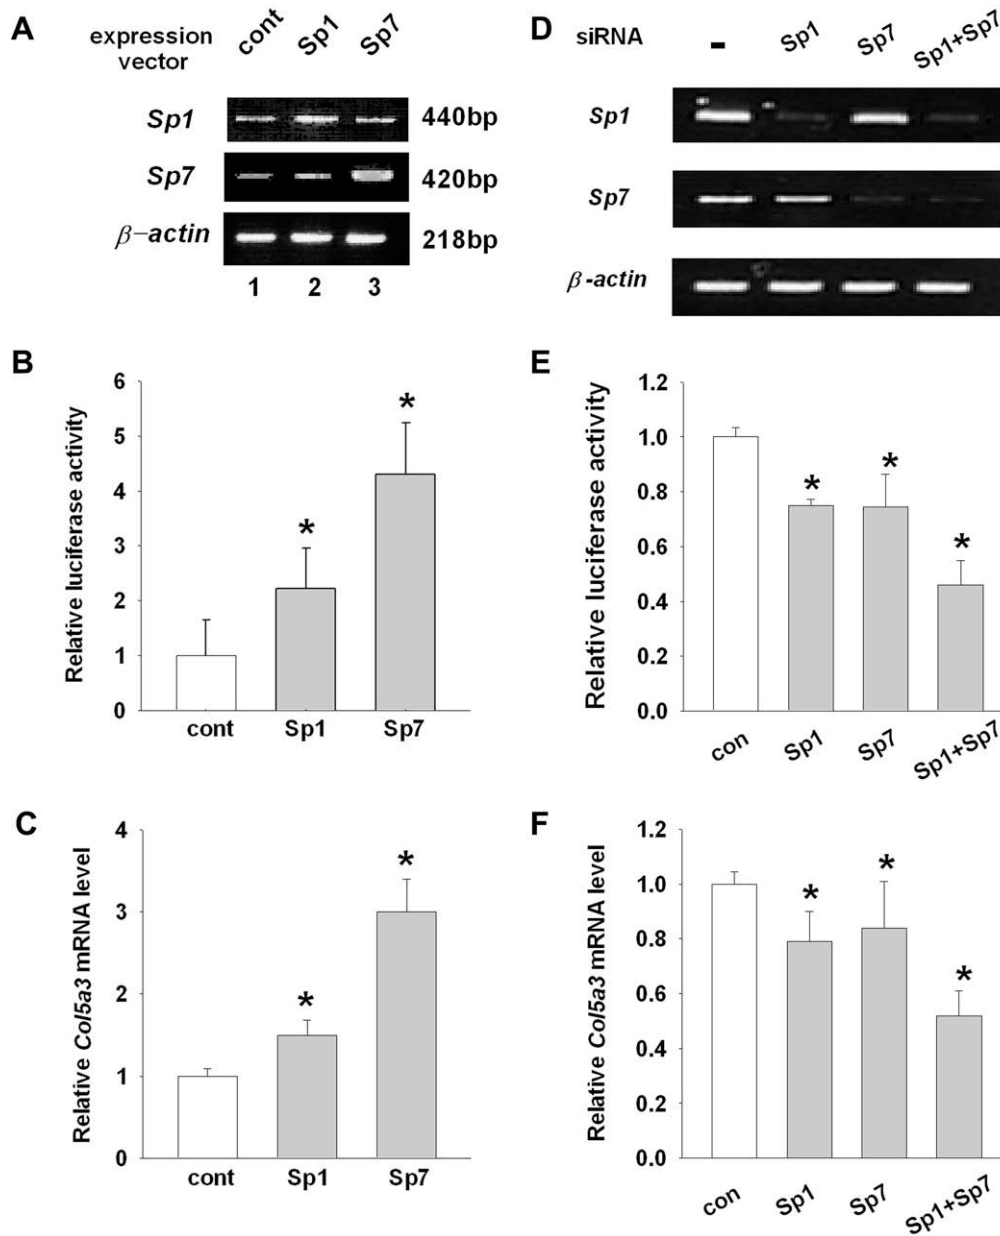 A
expression
vector
cont Sp1 Sp7
Sp1 440bp
Sp7 420bp
β-actin 218bp
1 2 3
D
siRNA - Sp1 Sp7 Sp1+Sp7
Sp1
Sp7
β-actin
B
Relative luciferase activity
6
5
4
3
2
1
0
* *
cont Sp1 Sp7
E
Relative luciferase activity
1.2
1.0
0.8
0.6
0.4
0.2
0.0
* * *
con Sp1 Sp7 Sp1+Sp7
C
Relative Col5a3 mRNA level
4
3
2
1
0
* *
cont Sp1 Sp7
F
Relative Col5a3 mRNA level
1.2
1.0
0.8
0.6
0.4
0.2
0.0
* * *
con Sp1 Sp7 Sp1+Sp7